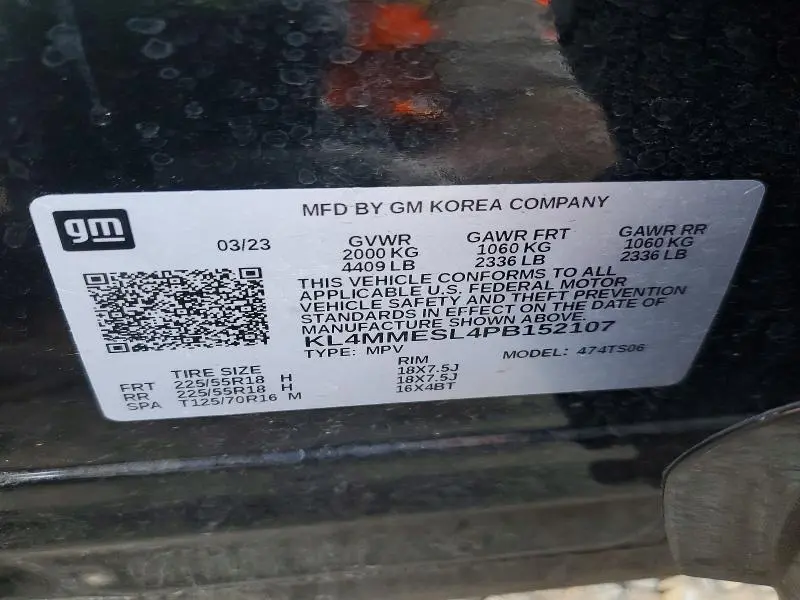 gm
MFD BY GM KOREA COMPANY
03/23
GVWR GAWR FRT GAWR RR
2000 KG 1060 KG 1060 KG
4409 LB 2336 LB 2336 LB
THIS VEHICLE CONFORMS TO ALL
APPLICABLE U.S. FEDERAL MOTOR
VEHICLE SAFETY AND THEFT PREVENTION
STANDARDS IN EFFECT ON THE DATE OF
MANUFACTURE SHOWN ABOVE.
KL4MMESL4PB152107
TYPE: MPV MODEL: 474TS06
TIRE SIZE RIM
FRT 225/55R18 H 18X7.5J
RR 225/55R18 H 18X7.5J
SPA T125/70R16 M 16X4BT